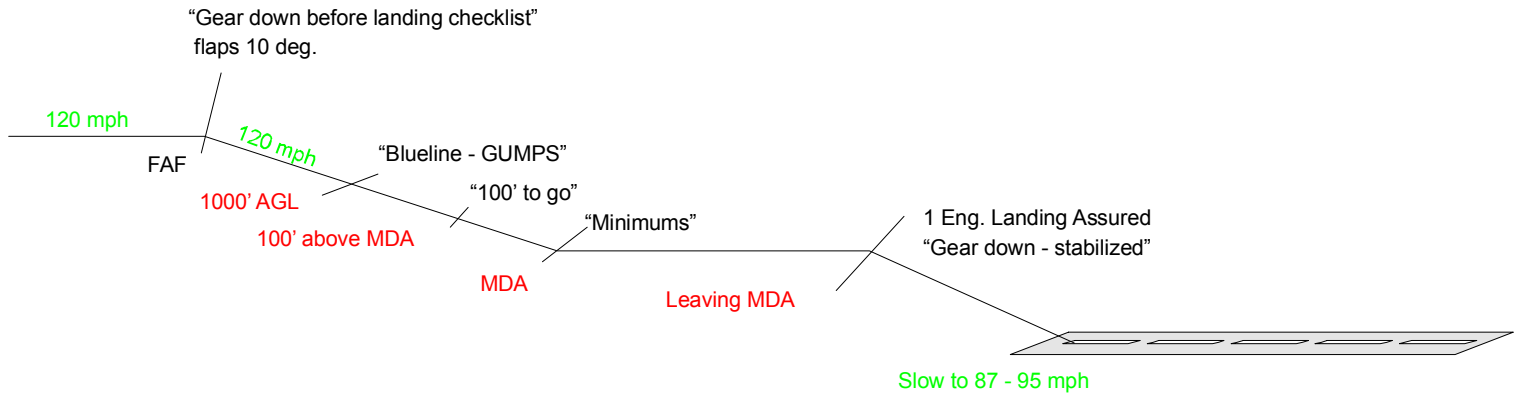 “Gear down before landing checklist”
flaps 10 deg.
120 mph
120 mph
FAF
“Blueline - GUMPS”
1000’ AGL
“100’ to go”
100’ above MDA
“Minimums”
MDA
1 Eng. Landing Assured
“Gear down - stabilized”
Leaving MDA
Slow to 87 - 95 mph